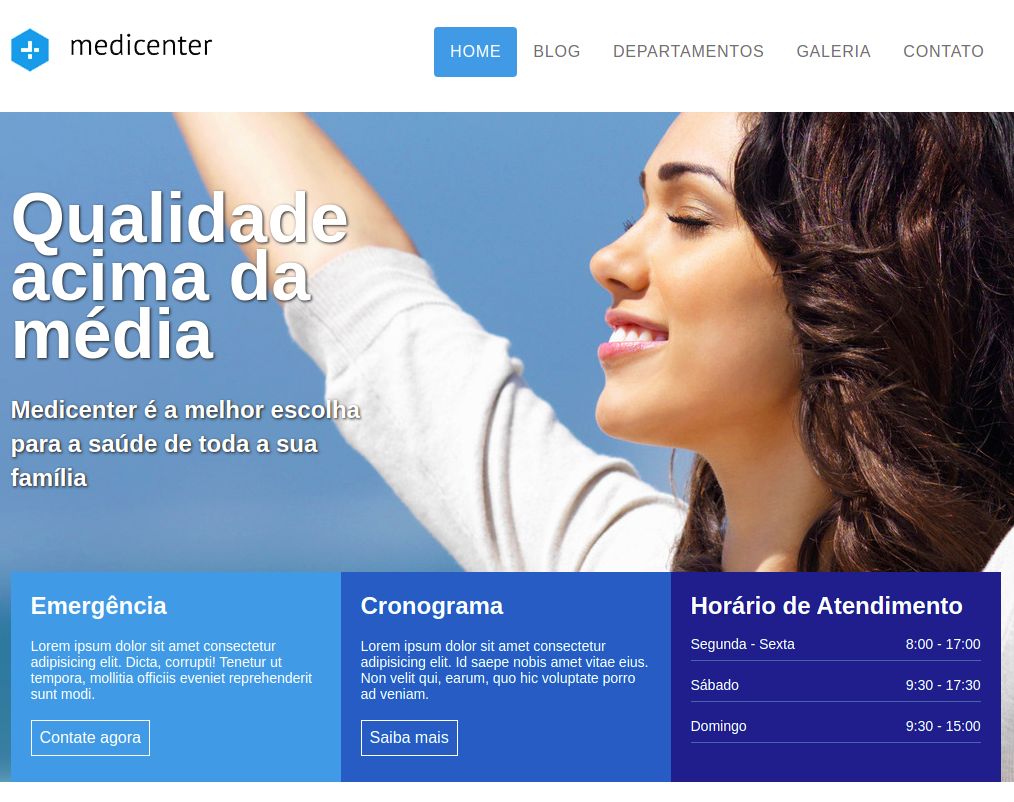 medicenter
HOME BLOG DEPARTAMENTOS GALERIA CONTATO
Qualidade
acima da
média
Medicenter é a melhor escolha
para a saúde de toda a sua
família
Emergência
Lorem ipsum dolor sit amet consectetur
adipisicing elit. Dicta, corrupti! Tenetur ut
tempora, mollitia officiis eveniet reprehenderit
sunt modi.
Contate agora
Cronograma
Lorem ipsum dolor sit amet consectetur
adipisicing elit. Id saepe nobis amet vitae eius.
Non velit qui, earum, quo hic voluptate porro
ad veniam.
Saiba mais
Horário de Atendimento
Segunda - Sexta 8:00 - 17:00
Sábado 9:30 - 17:30
Domingo 9:30 - 15:00